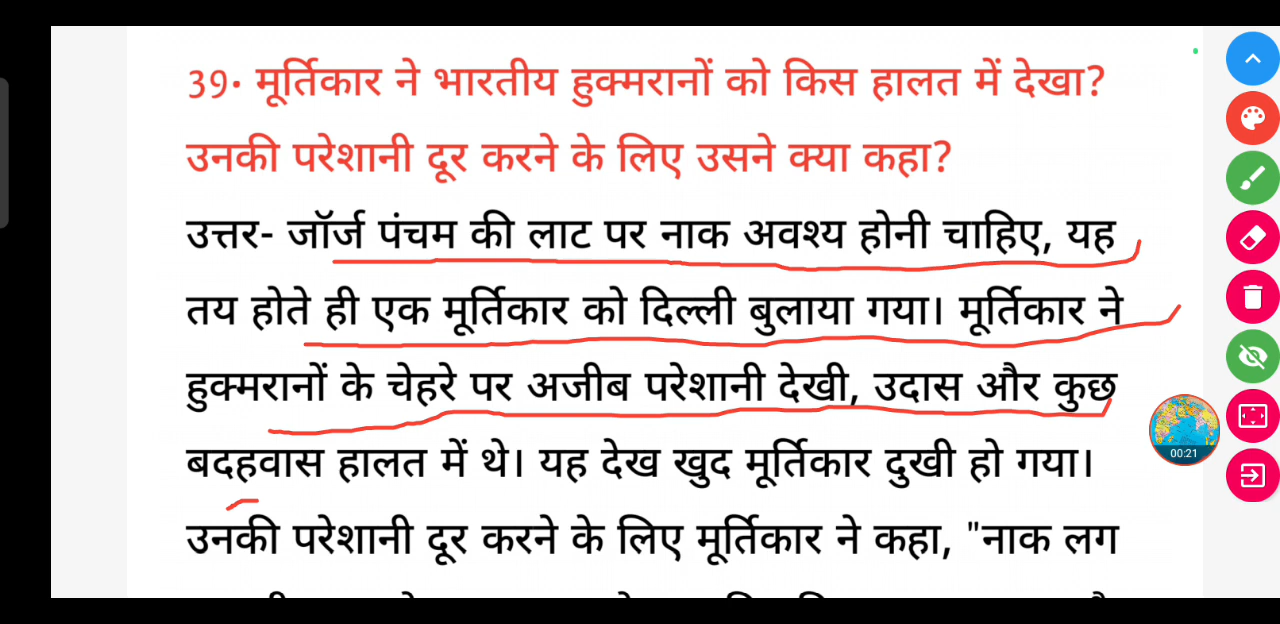 39. मूर्तिकार ने भारतीय हुक्मरानों को किस हालत में देखा?
उनकी परेशानी दूर करने के लिए उसने क्या कहा?
उत्तर- जॉर्ज पंचम की लाट पर नाक अवश्य होनी चाहिए, यह
तय होते ही एक मूर्तिकार को दिल्ली बुलाया गया। मूर्तिकार ने
हुक्मरानों के चेहरे पर अजीब परेशानी देखी, उदास और कुछ
बदहवास हालत में थे। यह देख खुद मूर्तिकार दुखी हो गया।
उनकी परेशानी दूर करने के लिए मूर्तिकार ने कहा, "नाक लग
00:21